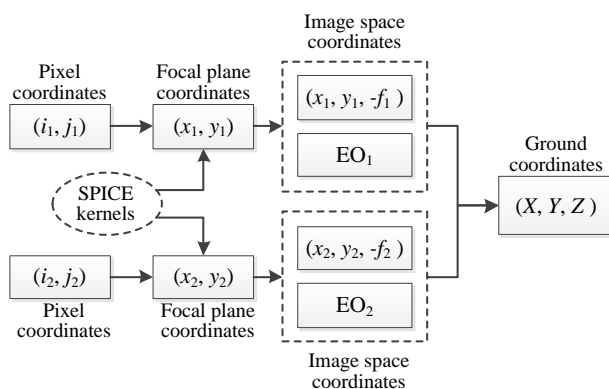 Image space
coordinates
Pixel
coordinates
Focal plane
coordinates
(x₁, y₁, -f₁ )
(i₁, j₁)
(x₁, y₁)
EO₁
Ground
coordinates
SPICE
kernels
(X, Y, Z )
(x₂, y₂, -f₂ )
(i₂, j₂)
(x₂, y₂)
EO₂
Pixel
coordinates
Focal plane
coordinates
Image space
coordinates